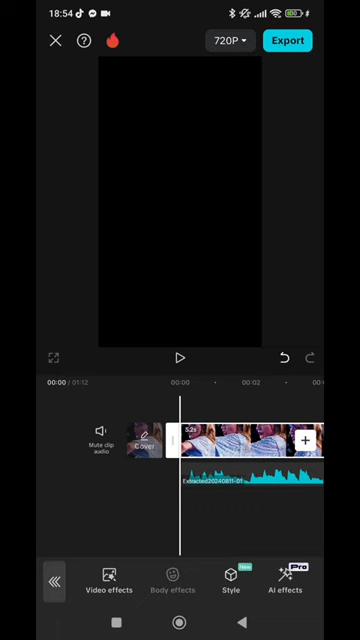 18:54
720P
Export
00:00 / 01:12
00:00
00:02
Mute clip
audio
Cover
5.2s
Extracted20240811-01
New
Pro
Video effects
Body effects
Style
AI effects